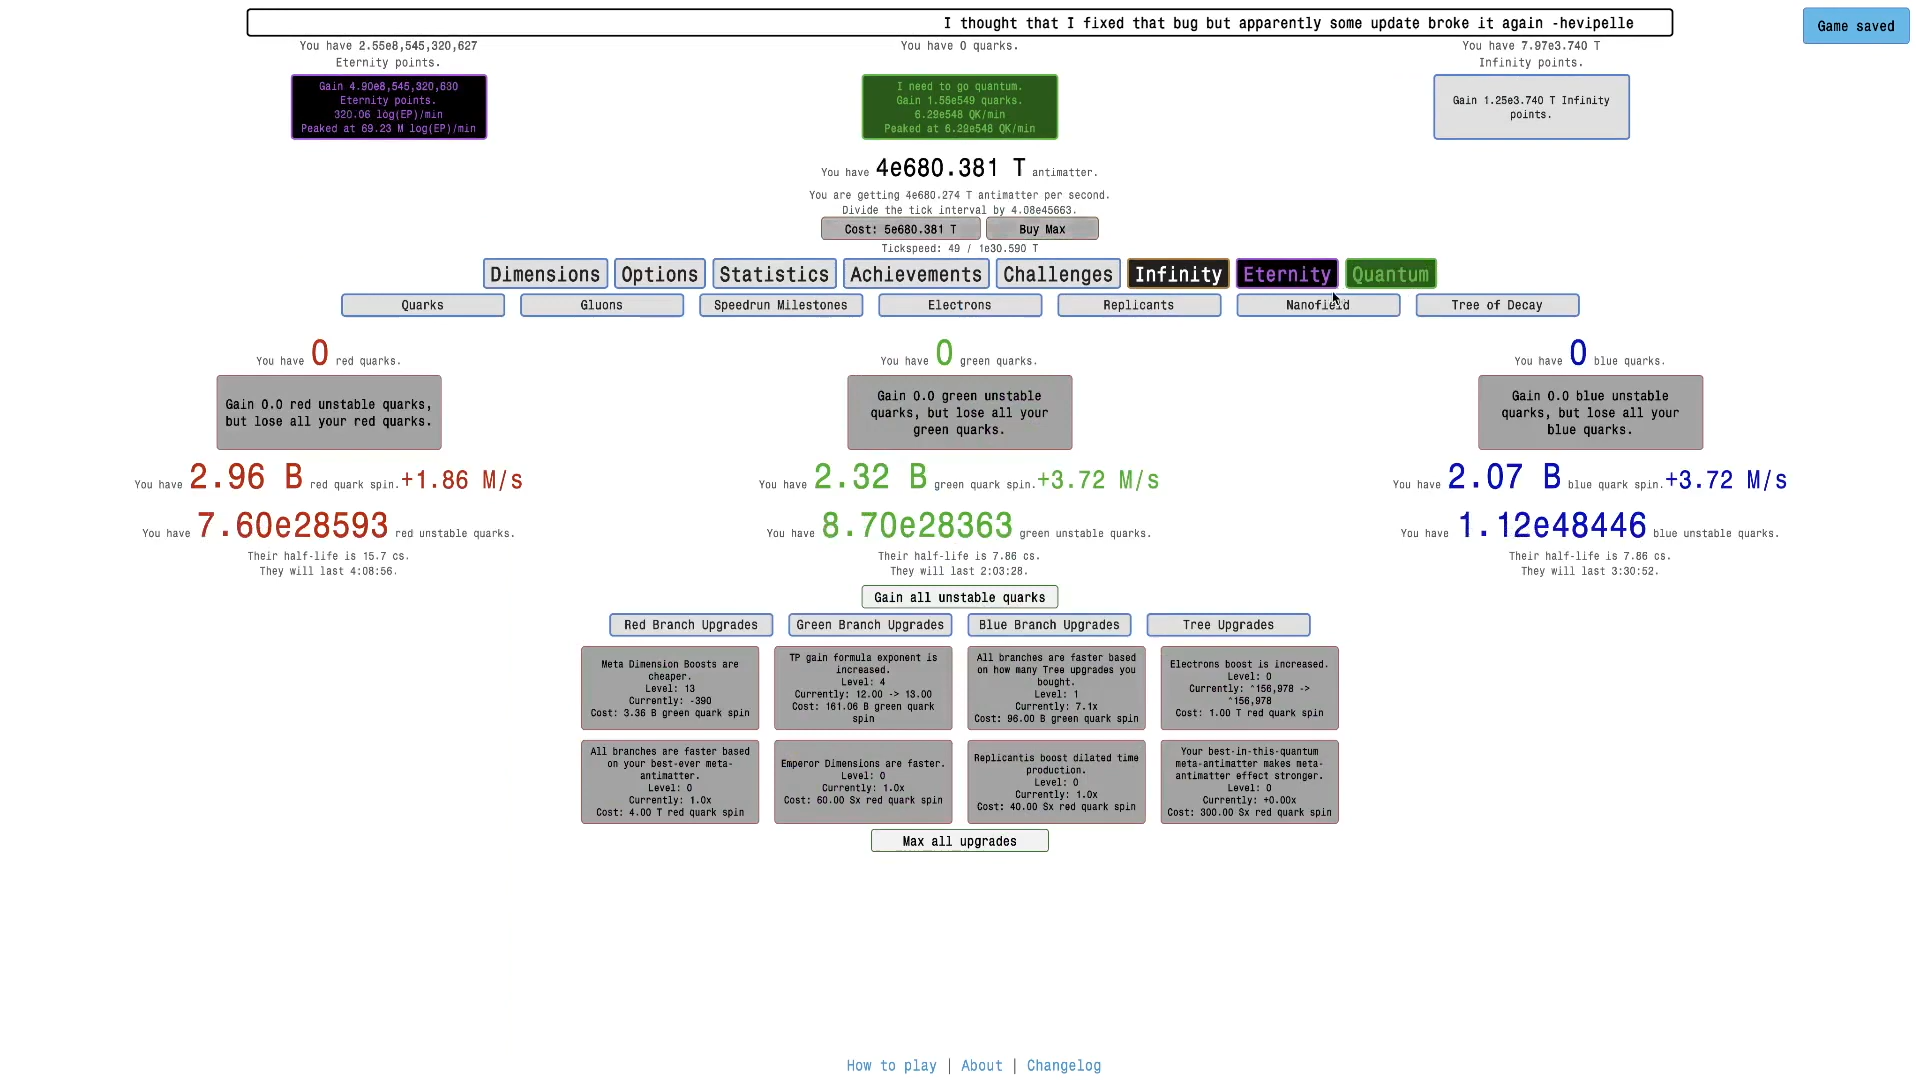 I thought that I fixed that bug but apparently some update broke it again -hevipelle
Game saved
You have 2.55e8,545,320,627
Eternity points.
You have 0 quarks.
You have 7.97e3.740 T
Infinity points.
Gain 4.90e8,545,320,630
Eternity points.
320.06 log(EP)/min
Peaked at 69.23 M log(EP)/min
I need to go quantum.
Gain 1.55e549 quarks.
6.29e548 QK/min
Peaked at 6.29e548 QK/min
Gain 1.25e3.740 T Infinity
points.
You have 4e680.381 T antimatter.
You are getting 4e680.274 T antimatter per second.
Divide the tick interval by 4.08e45663.
Cost: 5e680.381 T
Buy Max
Tickspeed: 49 / 1e30.590 T
Dimensions
Options
Statistics
Achievements
Challenges
Infinity
Eternity
Quantum
Quarks
Gluons
Speedrun Milestones
Electrons
Replicants
Nanofield
Tree of Decay
You have 0 red quarks.
You have 0 green quarks.
You have 0 blue quarks.
Gain 0.0 red unstable quarks,
but lose all your red quarks.
Gain 0.0 green unstable
quarks, but lose all your
green quarks.
Gain 0.0 blue unstable
quarks, but lose all your
blue quarks.
You have 2.96 B red quark spin.+1.86 M/s
You have 2.32 B green quark spin.+3.72 M/s
You have 2.07 B blue quark spin.+3.72 M/s
You have 7.60e28593 red unstable quarks.
You have 8.70e28363 green unstable quarks.
You have 1.12e48446 blue unstable quarks.
Their half-life is 15.7 cs.
They will last 4:08:56.
Their half-life is 7.86 cs.
They will last 2:03:28.
Their half-life is 7.86 cs.
They will last 3:30:52.
Gain all unstable quarks
Red Branch Upgrades
Green Branch Upgrades
Blue Branch Upgrades
Tree Upgrades
Meta Dimension Boosts are
cheaper.
Level: 13
Currently: -390
Cost: 3.36 B green quark spin
TP gain formula exponent is
increased.
Level: 4
Currently: 12.00 -> 13.00
Cost: 161.06 B green quark
spin
All branches are faster based
on how many Tree upgrades you
bought.
Level: 1
Currently: 7.1x
Cost: 96.00 B green quark spin
Electrons boost is increased.
Level: 0
Currently: ^156,978 ->
^156,978
Cost: 1.00 T red quark spin
All branches are faster based
on your best-ever meta-
antimatter.
Level: 0
Currently: 1.0x
Cost: 4.00 T red quark spin
Emperor Dimensions are faster.
Level: 0
Currently: 1.0x
Cost: 60.00 Sx red quark spin
Replicantis boost dilated time
production.
Level: 0
Currently: 1.0x
Cost: 40.00 Sx red quark spin
Your best-in-this-quantum
meta-antimatter makes meta-
antimatter effect stronger.
Level: 0
Currently: +0.00x
Cost: 300.00 Sx red quark spin
Max all upgrades
How to play | About | Changelog